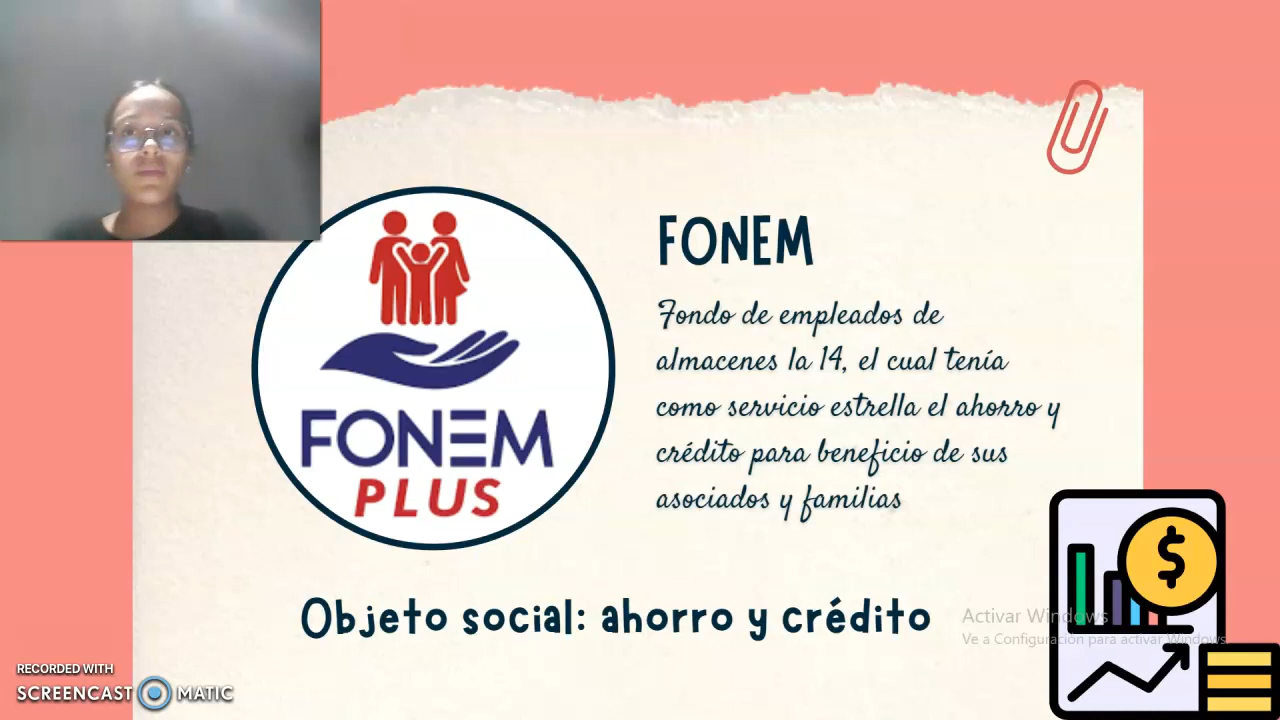 FONEM
PLUS
FONEM
Fondo de empleados de
almacenes la 14, el cual tenía
como servicio estrella el ahorro y
crédito para beneficio de sus
asociados y familias
Objeto social: ahorro y crédito
Activar Windows
Ve a Configuración para activar Windows.
RECORDED WITH
SCREENCAST MATIC
$